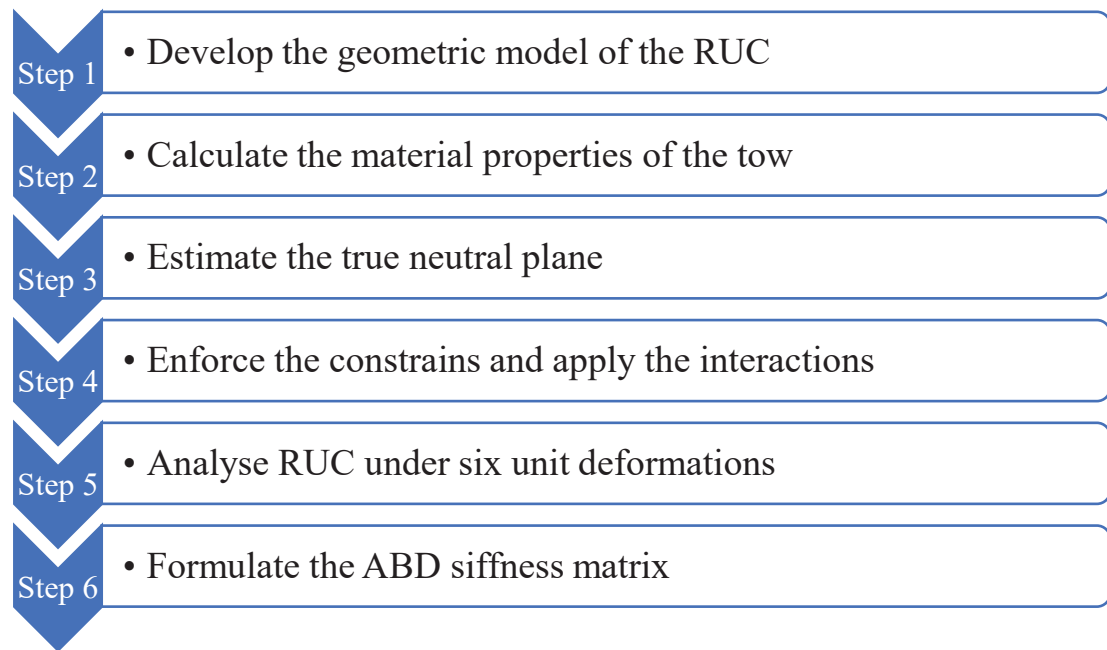 Step 1
• Develop the geometric model of the RUC
Step 2
• Calculate the material properties of the tow
Step 3
• Estimate the true neutral plane
Step 4
• Enforce the constrains and apply the interactions
Step 5
• Analyse RUC under six unit deformations
Step 6
• Formulate the ABD siffness matrix